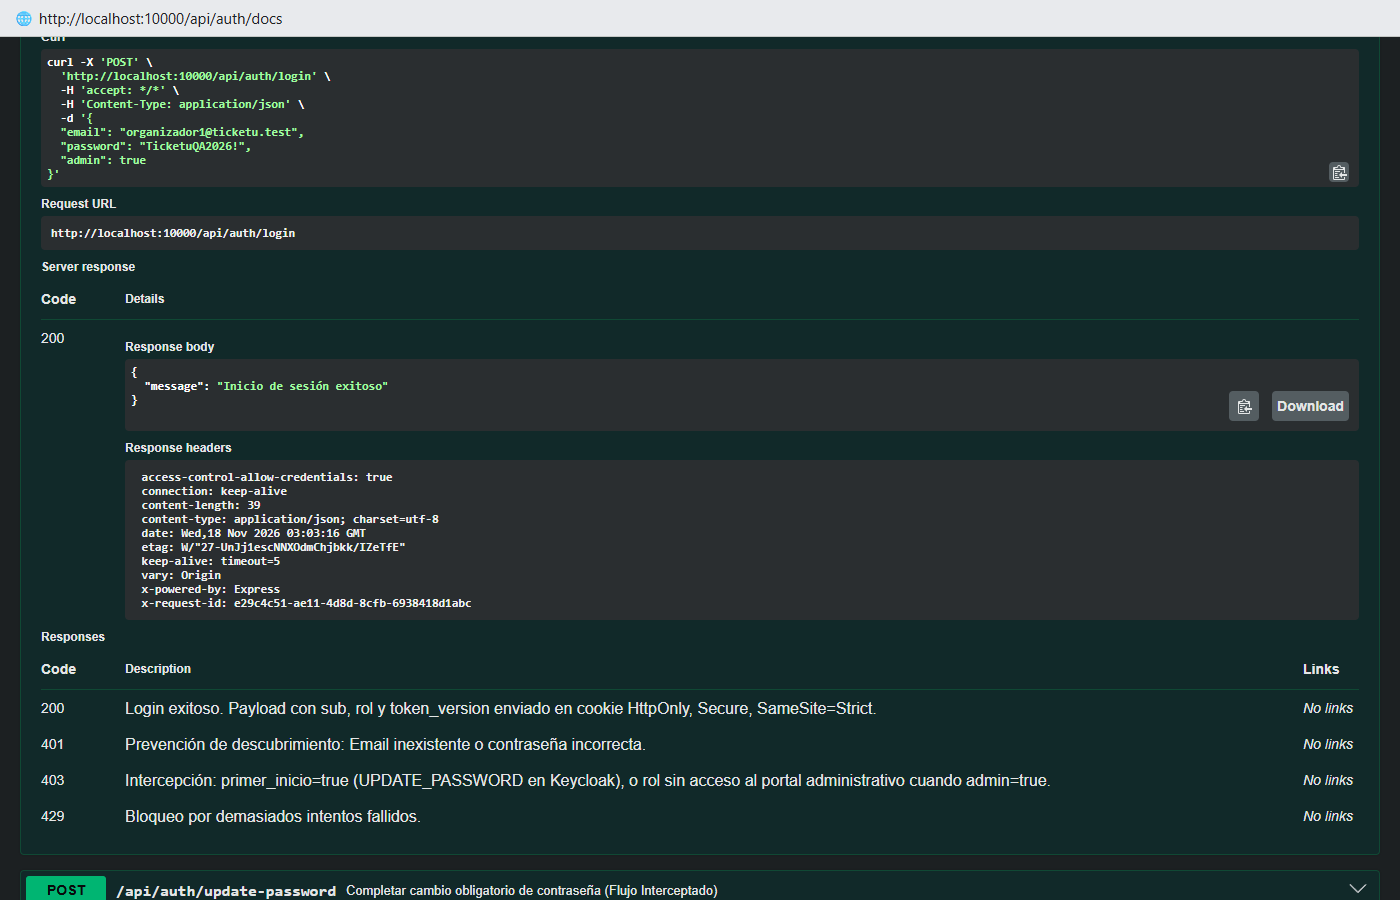 http://localhost:10000/api/auth/docs
Curl
curl -X 'POST' \
  'http://localhost:10000/api/auth/login' \
  -H 'accept: */*' \
  -H 'Content-Type: application/json' \
  -d '{
  "email": "organizador1@ticketu.test",
  "password": "TicketuQA2026!",
  "admin": true
}'
Request URL
http://localhost:10000/api/auth/login
Server response
Code Details
200
Response body
{
  "message": "Inicio de sesión exitoso"
}
Download
Response headers
access-control-allow-credentials: true
connection: keep-alive
content-length: 39
content-type: application/json; charset=utf-8
date: Wed,18 Nov 2026 03:03:16 GMT
etag: W/"27-UnJj1escNNXOdmChjbkk/IZeTfE"
keep-alive: timeout=5
vary: Origin
x-powered-by: Express
x-request-id: e29c4c51-ae11-4d8d-8cfb-6938418d1abc
Responses
Code Description Links
200 Login exitoso. Payload con sub, rol y token_version enviado en cookie HttpOnly, Secure, SameSite=Strict. No links
401 Prevención de descubrimiento: Email inexistente o contraseña incorrecta. No links
403 Intercepción: primer_inicio=true (UPDATE_PASSWORD en Keycloak), o rol sin acceso al portal administrativo cuando admin=true. No links
429 Bloqueo por demasiados intentos fallidos. No links
POST /api/auth/update-password Completar cambio obligatorio de contraseña (Flujo Interceptado)